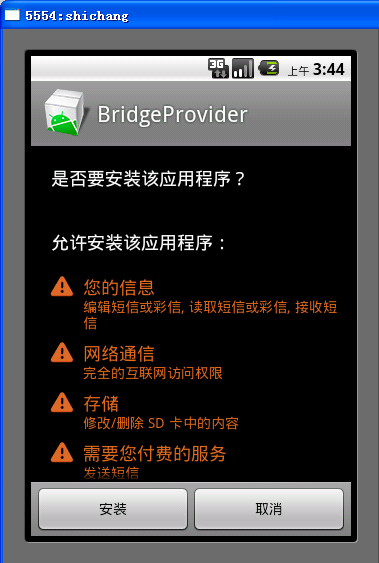 5554:shichang
3G
上午 3:44
BridgeProvider
是否要安装该应用程序？
允许安装该应用程序：
您的信息
编辑短信或彩信, 读取短信或彩信, 接收短
信
网络通信
完全的互联网访问权限
存储
修改/删除 SD 卡中的内容
需要您付费的服务
发送短信
安装
取消